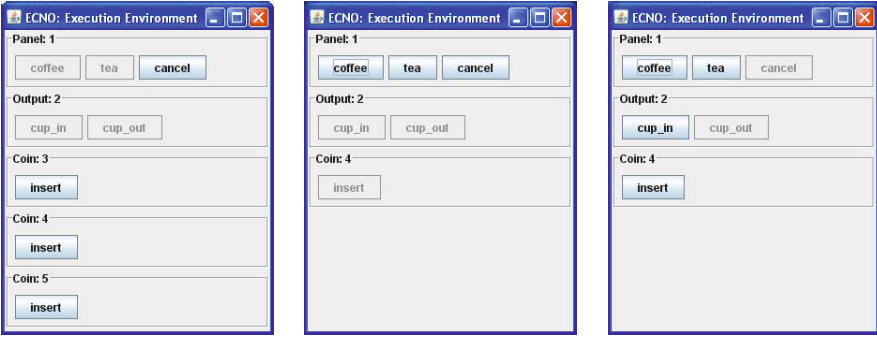 ECNO: Execution Environment
Panel: 1
coffee tea cancel
Output: 2
cup_in cup_out
Coin: 3
insert
Coin: 4
insert
Coin: 5
insert
ECNO: Execution Environment
Panel: 1
coffee tea cancel
Output: 2
cup_in cup_out
Coin: 4
insert
ECNO: Execution Environment
Panel: 1
coffee tea cancel
Output: 2
cup_in cup_out
Coin: 4
insert